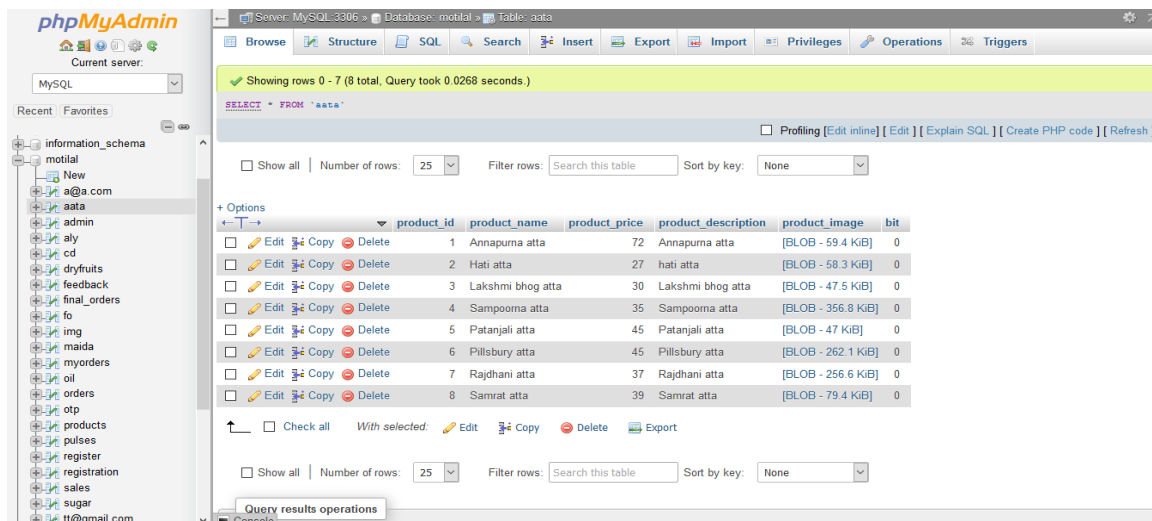 phpMyAdmin
Current server:
MySQL
Recent Favorites
information_schema
motilal
New
a@a.com
aata
admin
aly
cd
dryfruits
feedback
final_orders
fo
img
maida
myorders
oil
orders
otp
products
pulses
register
registration
sales
sugar
tt@gmail.com
Server: MySQL:3306 » Database: motilal » Table: aata
Browse Structure SQL Search Insert Export Import Privileges Operations Triggers
Showing rows 0 - 7 (8 total, Query took 0.0268 seconds.)
SELECT * FROM `aata`
Profiling [Edit inline] [ Edit ] [ Explain SQL ] [ Create PHP code ] [ Refresh ]
Show all | Number of rows: 25 Filter rows: Search this table Sort by key: None
+ Options
←T→ product_id product_name product_price product_description product_image bit
Edit Copy Delete 1 Annapurna atta 72 Annapurna atta [BLOB - 59.4 KiB] 0
Edit Copy Delete 2 Hati atta 27 hati atta [BLOB - 58.3 KiB] 0
Edit Copy Delete 3 Lakshmi bhog atta 30 Lakshmi bhog atta [BLOB - 47.5 KiB] 0
Edit Copy Delete 4 Sampoorna atta 35 Sampoorna atta [BLOB - 356.8 KiB] 0
Edit Copy Delete 5 Patanjali atta 45 Patanjali atta [BLOB - 47 KiB] 0
Edit Copy Delete 6 Pillsbury atta 45 Pillsbury atta [BLOB - 262.1 KiB] 0
Edit Copy Delete 7 Rajdhani atta 37 Rajdhani atta [BLOB - 256.6 KiB] 0
Edit Copy Delete 8 Samrat atta 39 Samrat atta [BLOB - 79.4 KiB] 0
Check all With selected: Edit Copy Delete Export
Show all | Number of rows: 25 Filter rows: Search this table Sort by key: None
Query results operations
Console